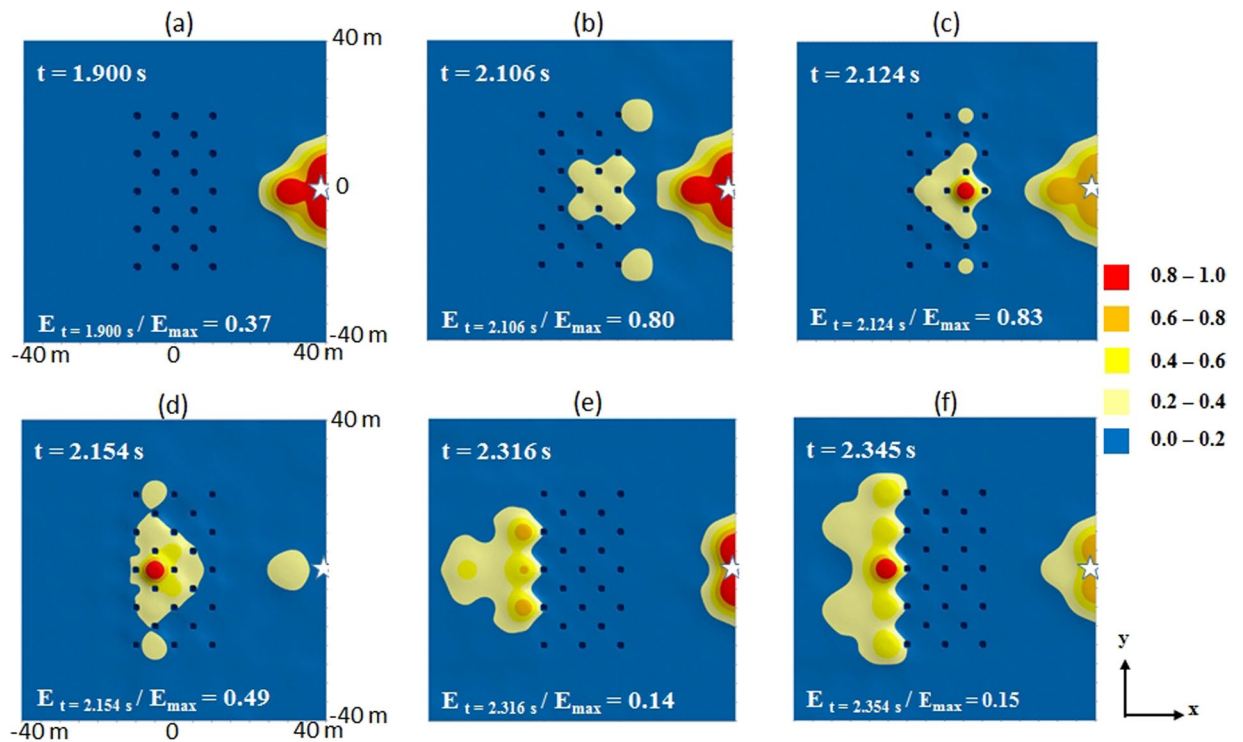 (a)
(b)
(c)
40 m
t = 1.900 s
t = 2.106 s
t = 2.124 s
0
E t = 1.900 s / Emax = 0.37
E t = 2.106 s / Emax = 0.80
E t = 2.124 s / Emax = 0.83
-40 m
-40 m
0
40 m
0.8 – 1.0
0.6 – 0.8
0.4 – 0.6
0.2 – 0.4
0.0 – 0.2
(d)
(e)
(f)
40 m
t = 2.154 s
t = 2.316 s
t = 2.345 s
0
E t = 2.154 s / Emax = 0.49
E t = 2.316 s / Emax = 0.14
E t = 2.354 s / Emax = 0.15
-40 m
-40 m
0
40 m
y
x